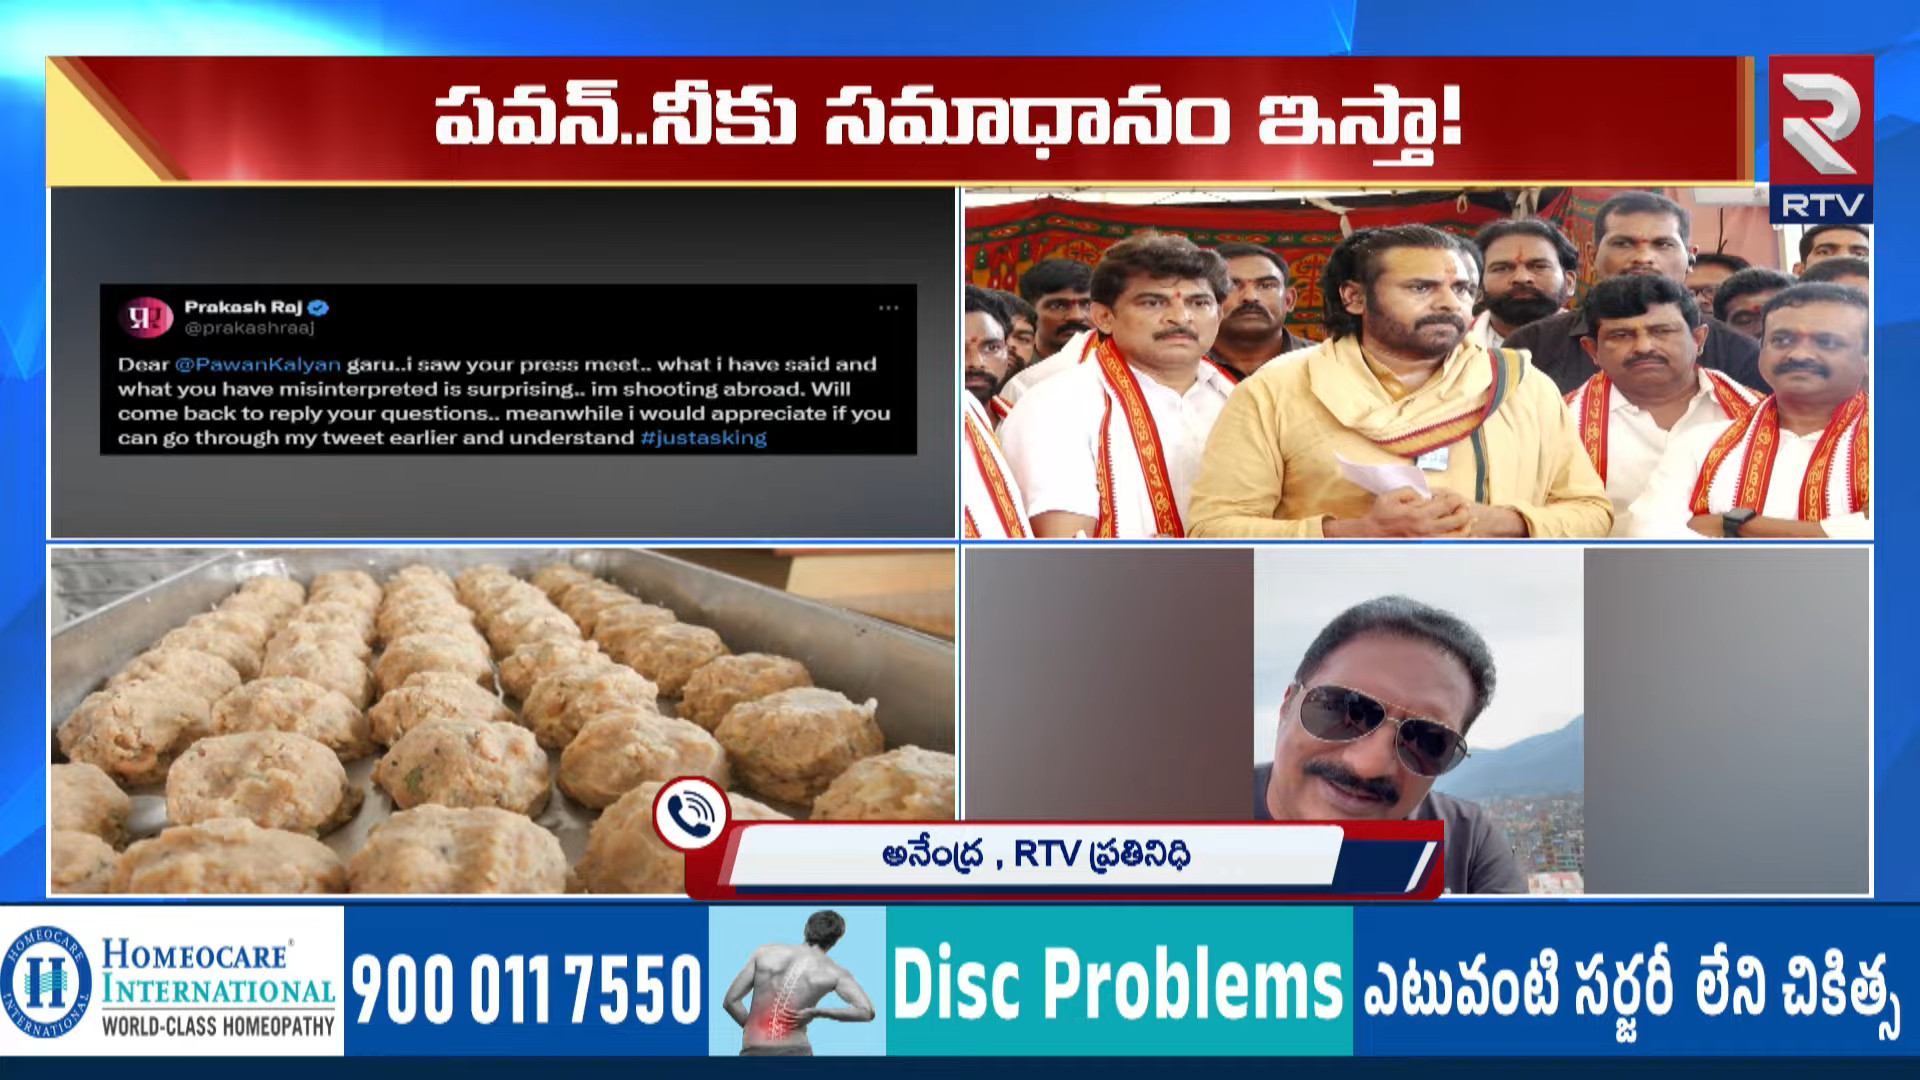 పవన్..నీకు సమాధానం ఇస్తా!
RTV
Prakash Raj
@prakashraaj
Dear @PawanKalyan garu..i saw your press meet.. what i have said and
what you have misinterpreted is surprising.. im shooting abroad. Will
come back to reply your questions.. meanwhile i would appreciate if you
can go through my tweet earlier and understand #justasking
అనేంద్ర , RTV ప్రతినిధి
HOMEOCARE INTERNATIONAL
HOMEOCARE®
INTERNATIONAL
WORLD-CLASS HOMEOPATHY
900 011 7550
Disc Problems
ఎటువంటి సర్జరీ లేని చికిత్స